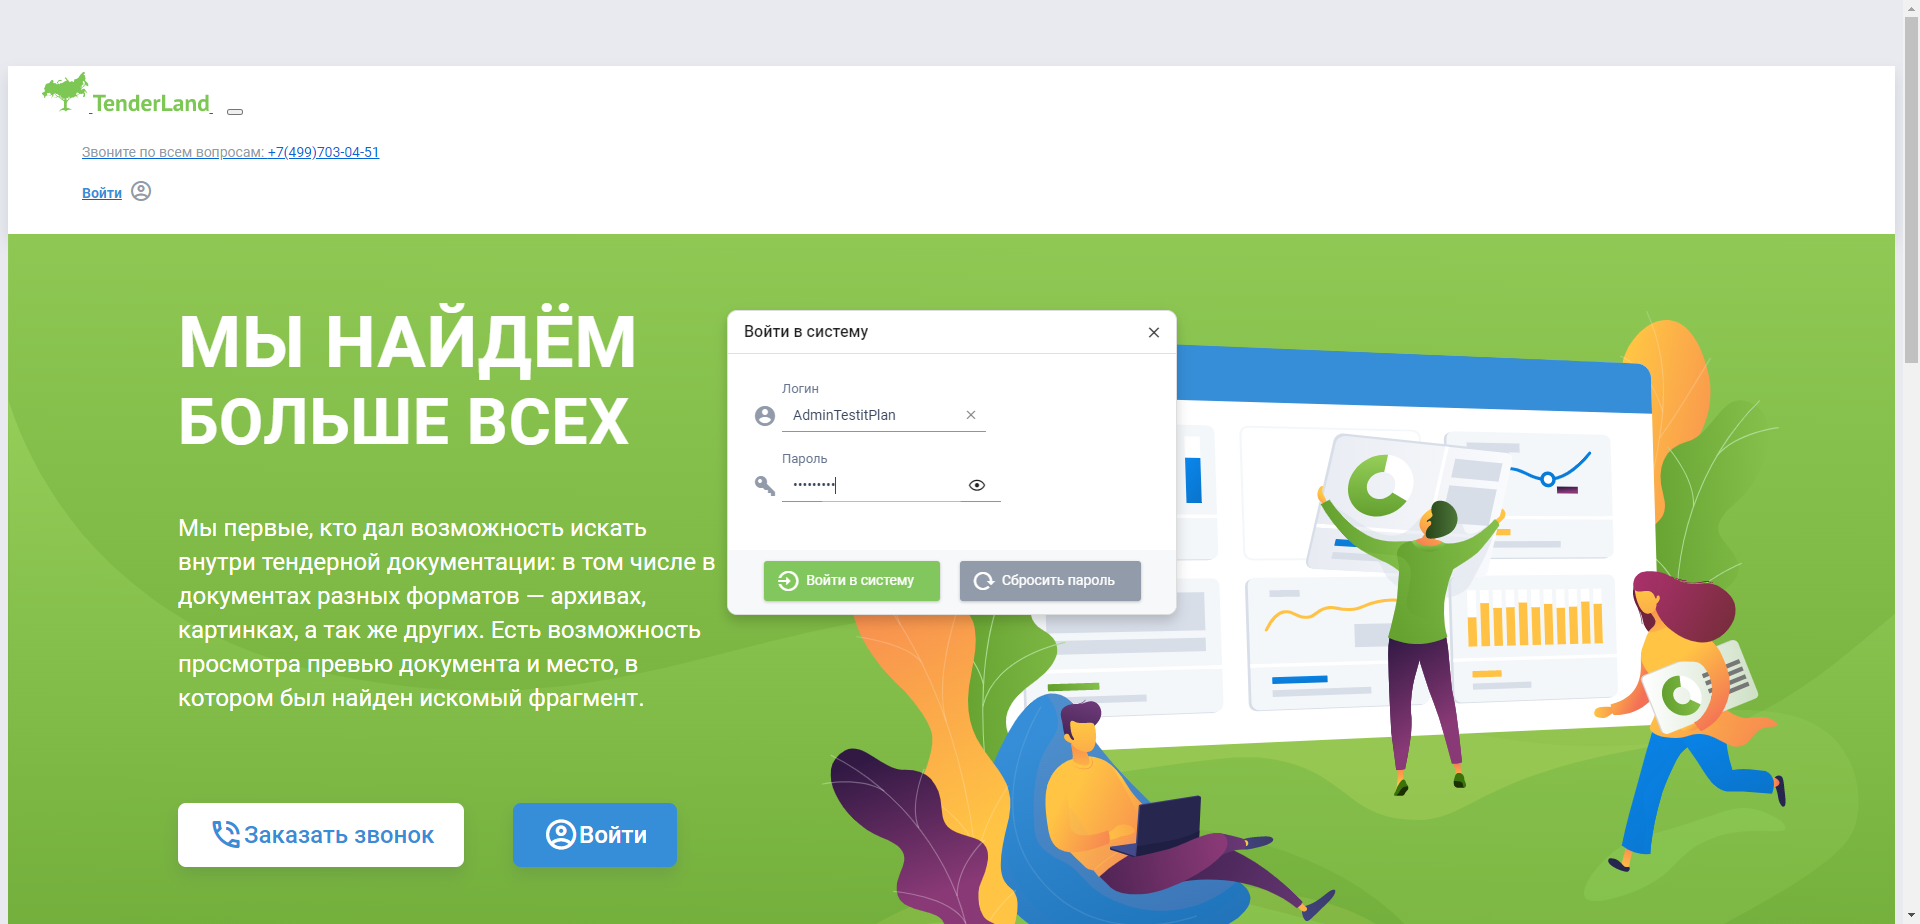 TenderLand
Звоните по всем вопросам: +7(499)703-04-51
Войти
МЫ НАЙДЁМ
БОЛЬШЕ ВСЕХ
Мы первые, кто дал возможность искать
внутри тендерной документации: в том числе в
документах разных форматов — архивах,
картинках, а так же других. Есть возможность
просмотра превью документа и место, в
котором был найден искомый фрагмент.
Заказать звонок
Войти
Войти в систему
Логин
AdminTestitPlan
Пароль
•••••••••
Войти в систему
Сбросить пароль